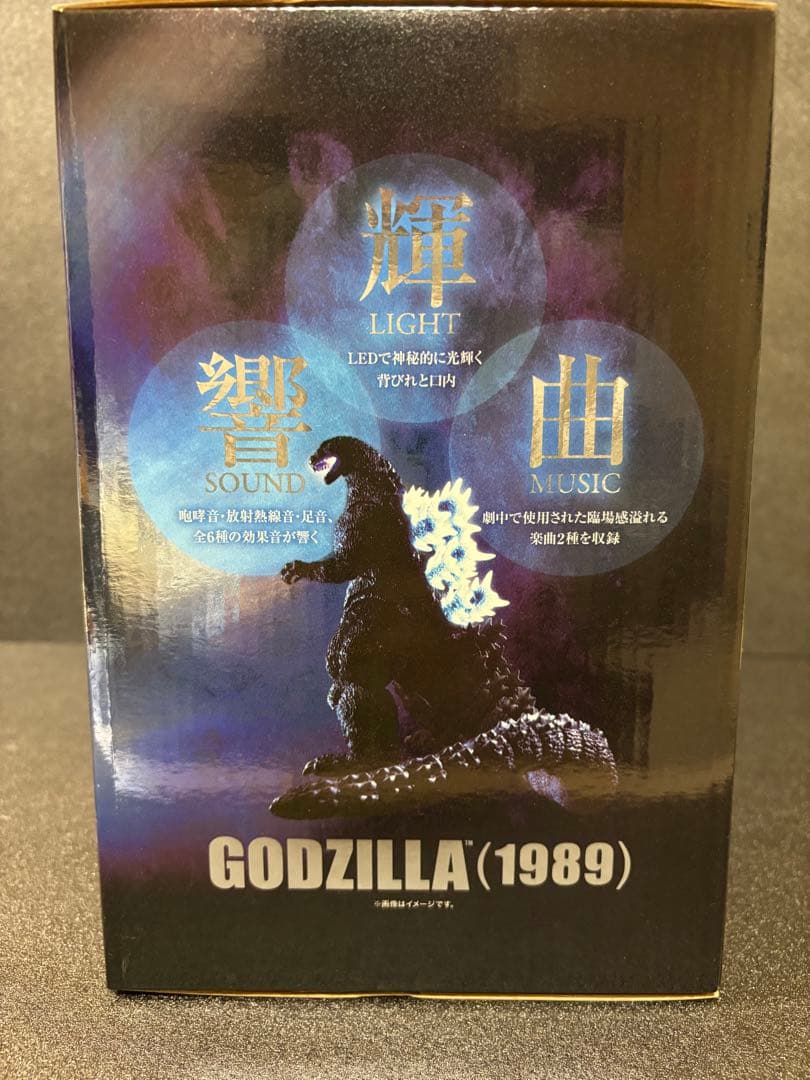 輝
LIGHT
LEDで神秘的に光輝く
背びれと口内
響
SOUND
咆哮音・放射熱線音・足音、
全6種の効果音が響く
曲
MUSIC
劇中で使用された臨場感溢れる
楽曲2種を収録
GODZILLA™(1989)
※画像はイメージです。